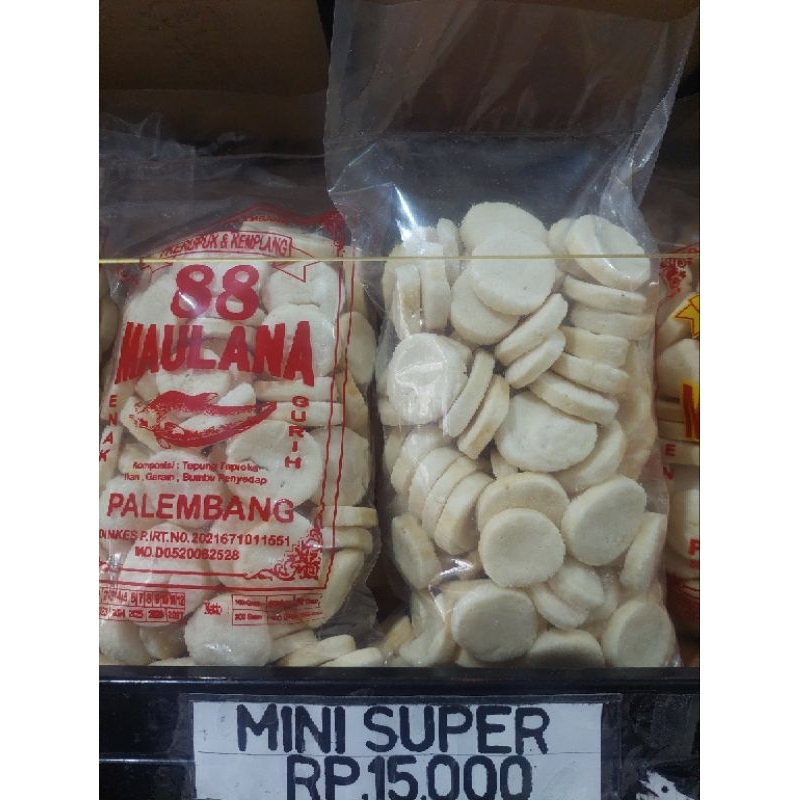 KERUPUK & KEMPLANG
88
MAULANA
ENAK
GURIH
Komposisi : Tepung Tapioka
Ikan, Garam, Bumbu Penyedap
PALEMBANG
DINKES P.IRT.NO.2021671011551
MD.D0520082528
Netto
MINI SUPER
RP.15.000